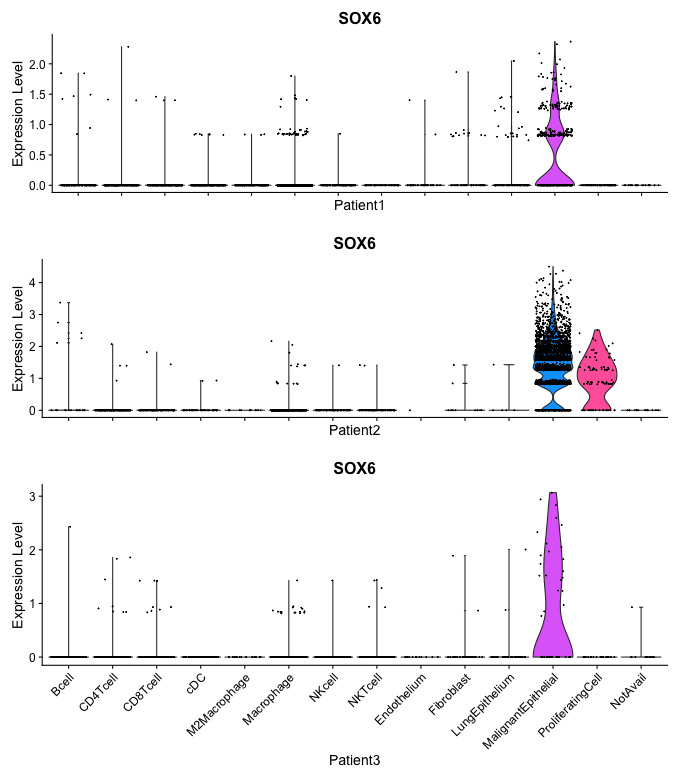 SOX6
Expression Level
2.0
1.5
1.0
0.5
0.0
Patient1
SOX6
Expression Level
4
3
2
1
0
Patient2
SOX6
Expression Level
3
2
1
0
Bcell
CD4Tcell
CD8Tcell
cDC
M2Macrophage
Macrophage
NKcell
NKTcell
Endothelium
Fibroblast
LungEpithelium
MalignantEpithelial
ProliferatingCell
NotAvail
Patient3